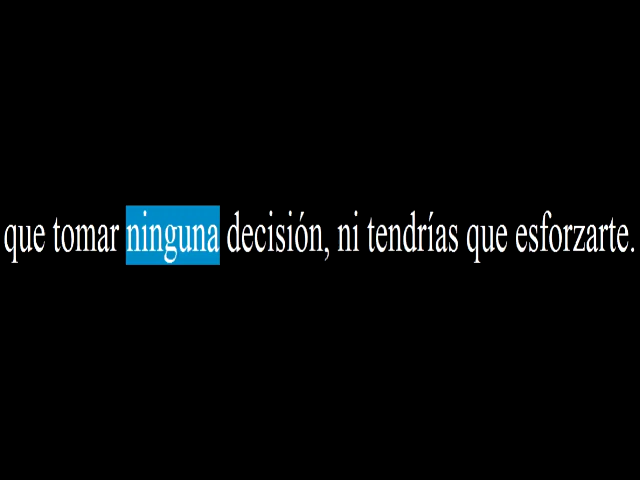 que tomar ninguna decisión, ni tendrías que esforzarte.